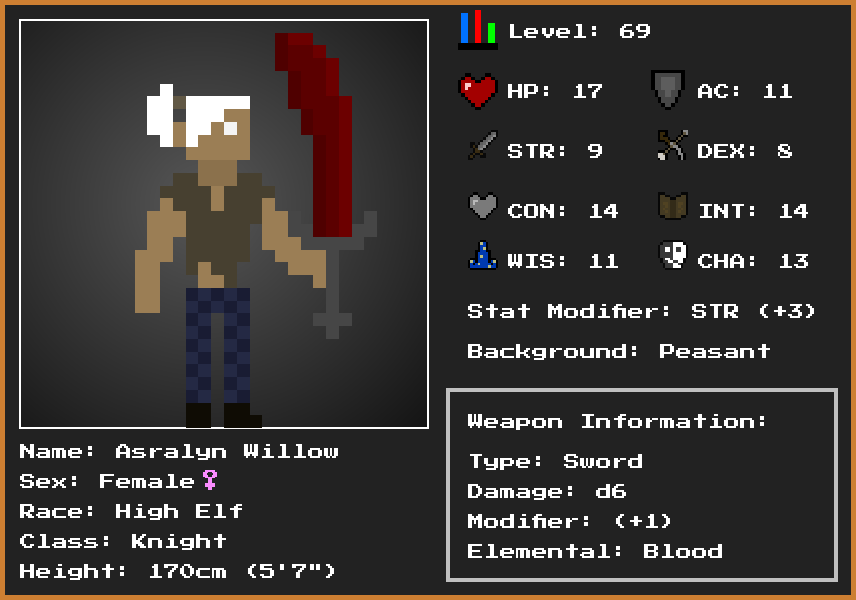 Level: 69
HP: 17
AC: 11
STR: 9
DEX: 8
CON: 14
INT: 14
WIS: 11
CHA: 13
Stat Modifier: STR (+3)
Background: Peasant
Weapon Information:
Type: Sword
Damage: d6
Modifier: (+1)
Elemental: Blood
Name: Asralyn Willow
Sex: Female♀
Race: High Elf
Class: Knight
Height: 170cm (5'7")